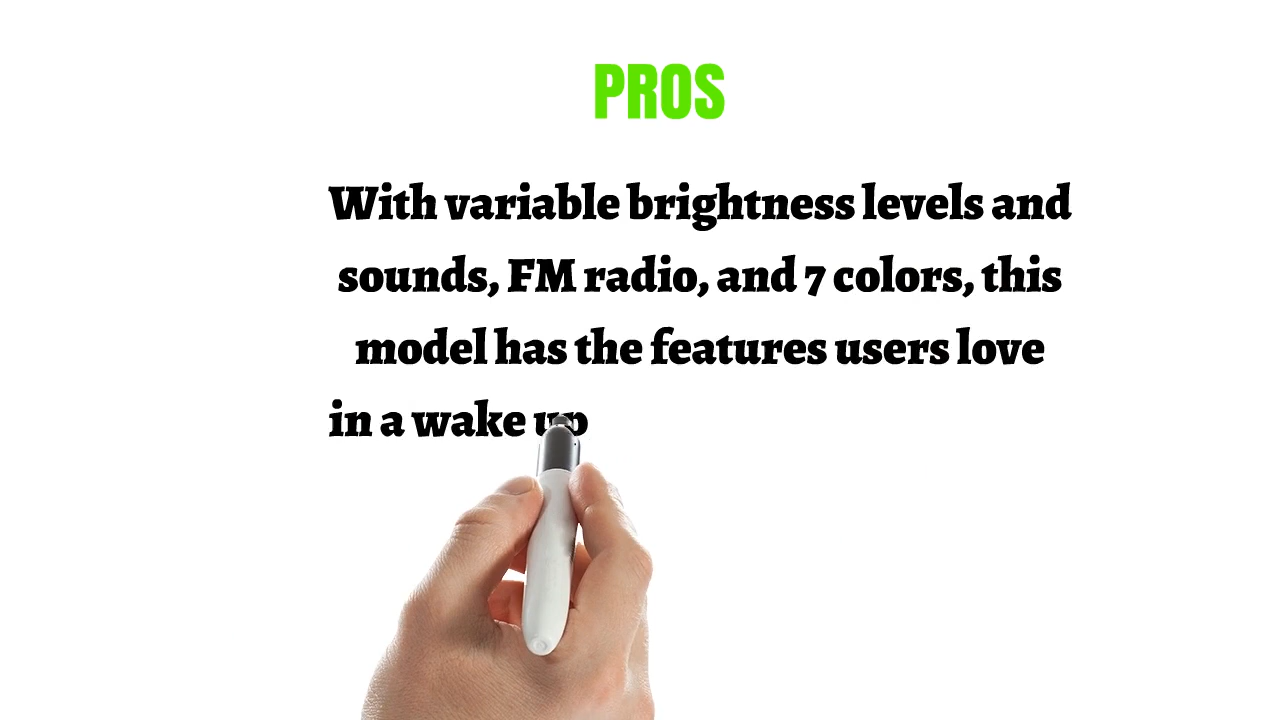 PROS
With variable brightness levels and
sounds, FM radio, and 7 colors, this
model has the features users love
in a wake up